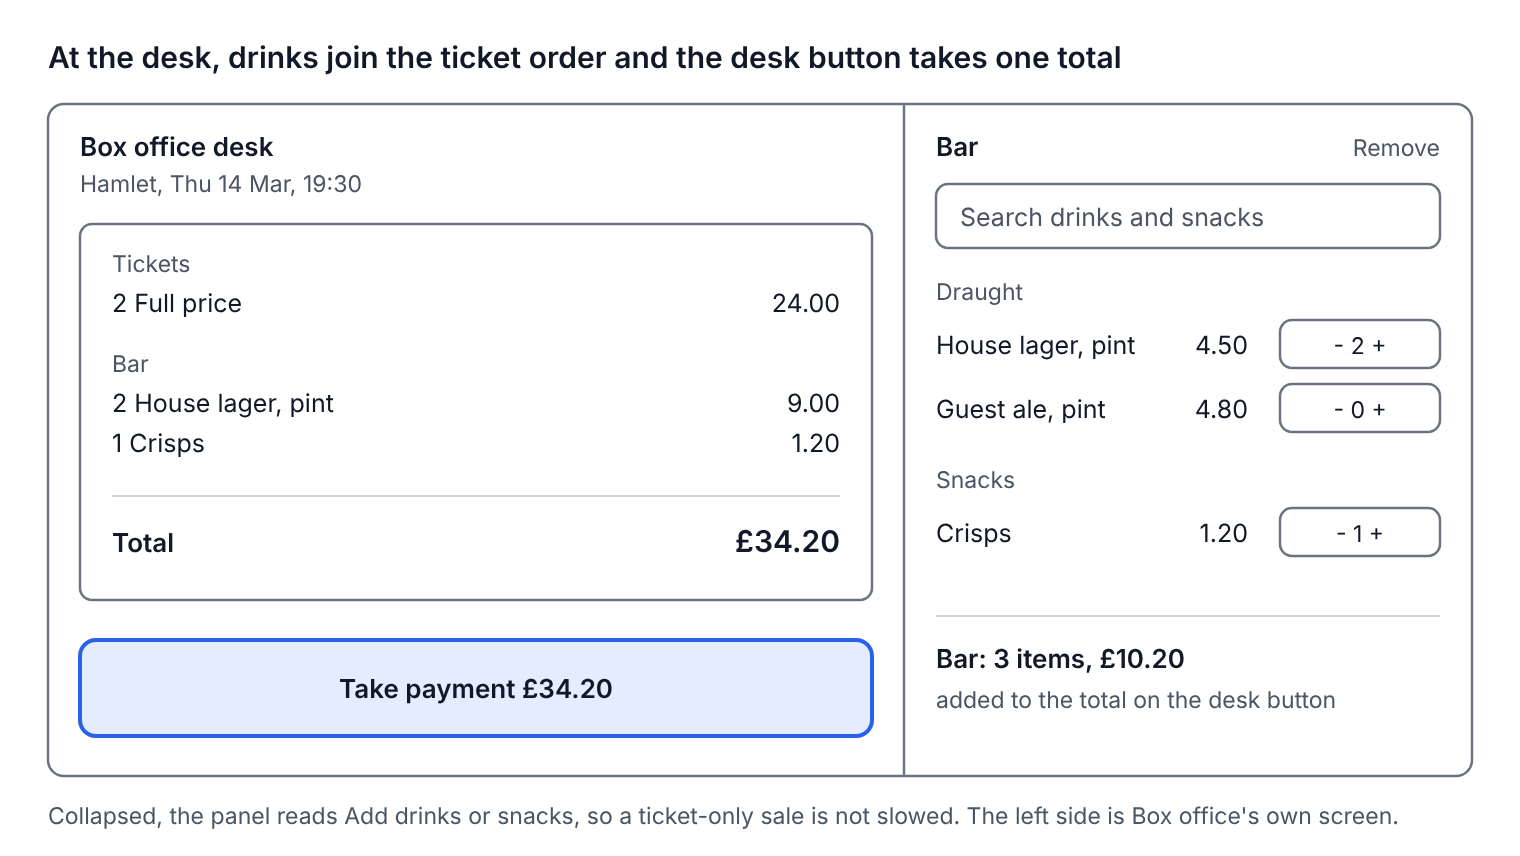 At the desk, drinks join the ticket order and the desk button takes one total
Box office desk
Hamlet, Thu 14 Mar, 19:30
Tickets
2 Full price 24.00
Bar
2 House lager, pint 9.00
1 Crisps 1.20
Total £34.20
Take payment £34.20
Bar Remove
Search drinks and snacks
Draught
House lager, pint 4.50 - 2 +
Guest ale, pint 4.80 - 0 +
Snacks
Crisps 1.20 - 1 +
Bar: 3 items, £10.20
added to the total on the desk button
Collapsed, the panel reads Add drinks or snacks, so a ticket-only sale is not slowed. The left side is Box office's own screen.